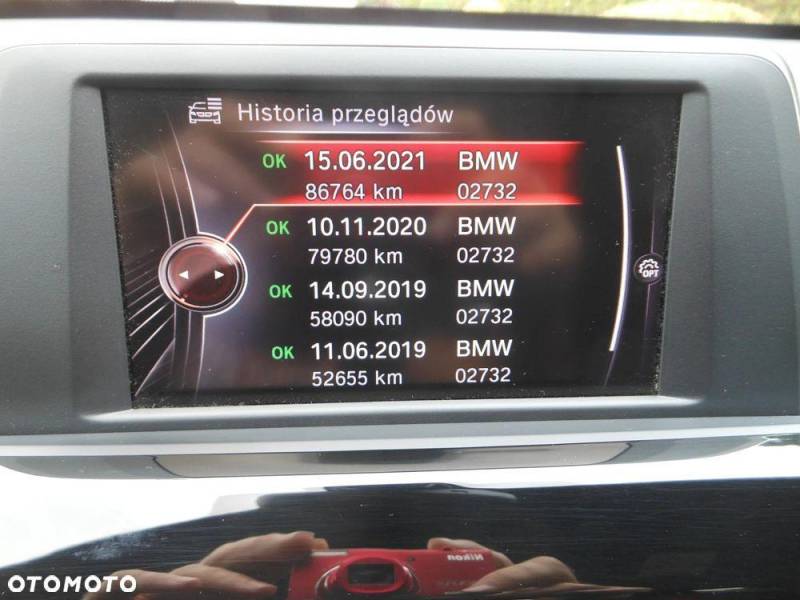 Historia przeglądów
OK 15.06.2021 BMW
86764 km 02732
OK 10.11.2020 BMW
79780 km 02732
OPT
OK 14.09.2019 BMW
58090 km 02732
OK 11.06.2019 BMW
52655 km 02732
Nikon
OTOMOTO